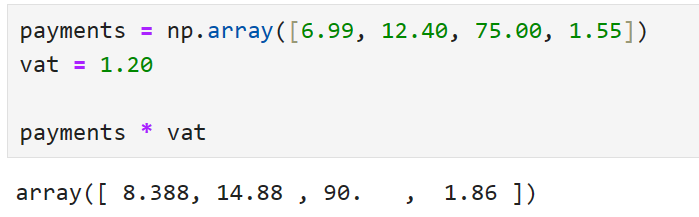 payments = np.array([6.99, 12.40, 75.00, 1.55])
vat = 1.20
payments * vat
array([ 8.388, 14.88 , 90.   ,  1.86 ])